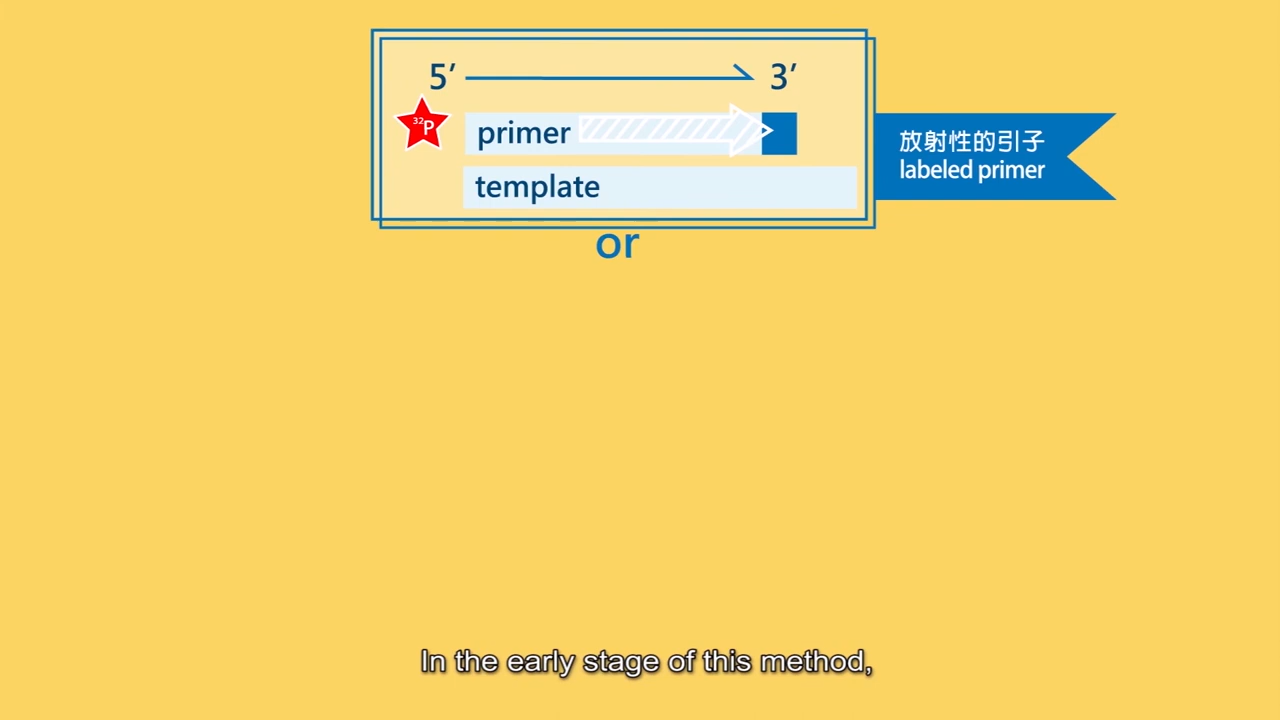 5′ 3′
32P
primer
template
放射性的引子
labeled primer
or
In the early stage of this method,